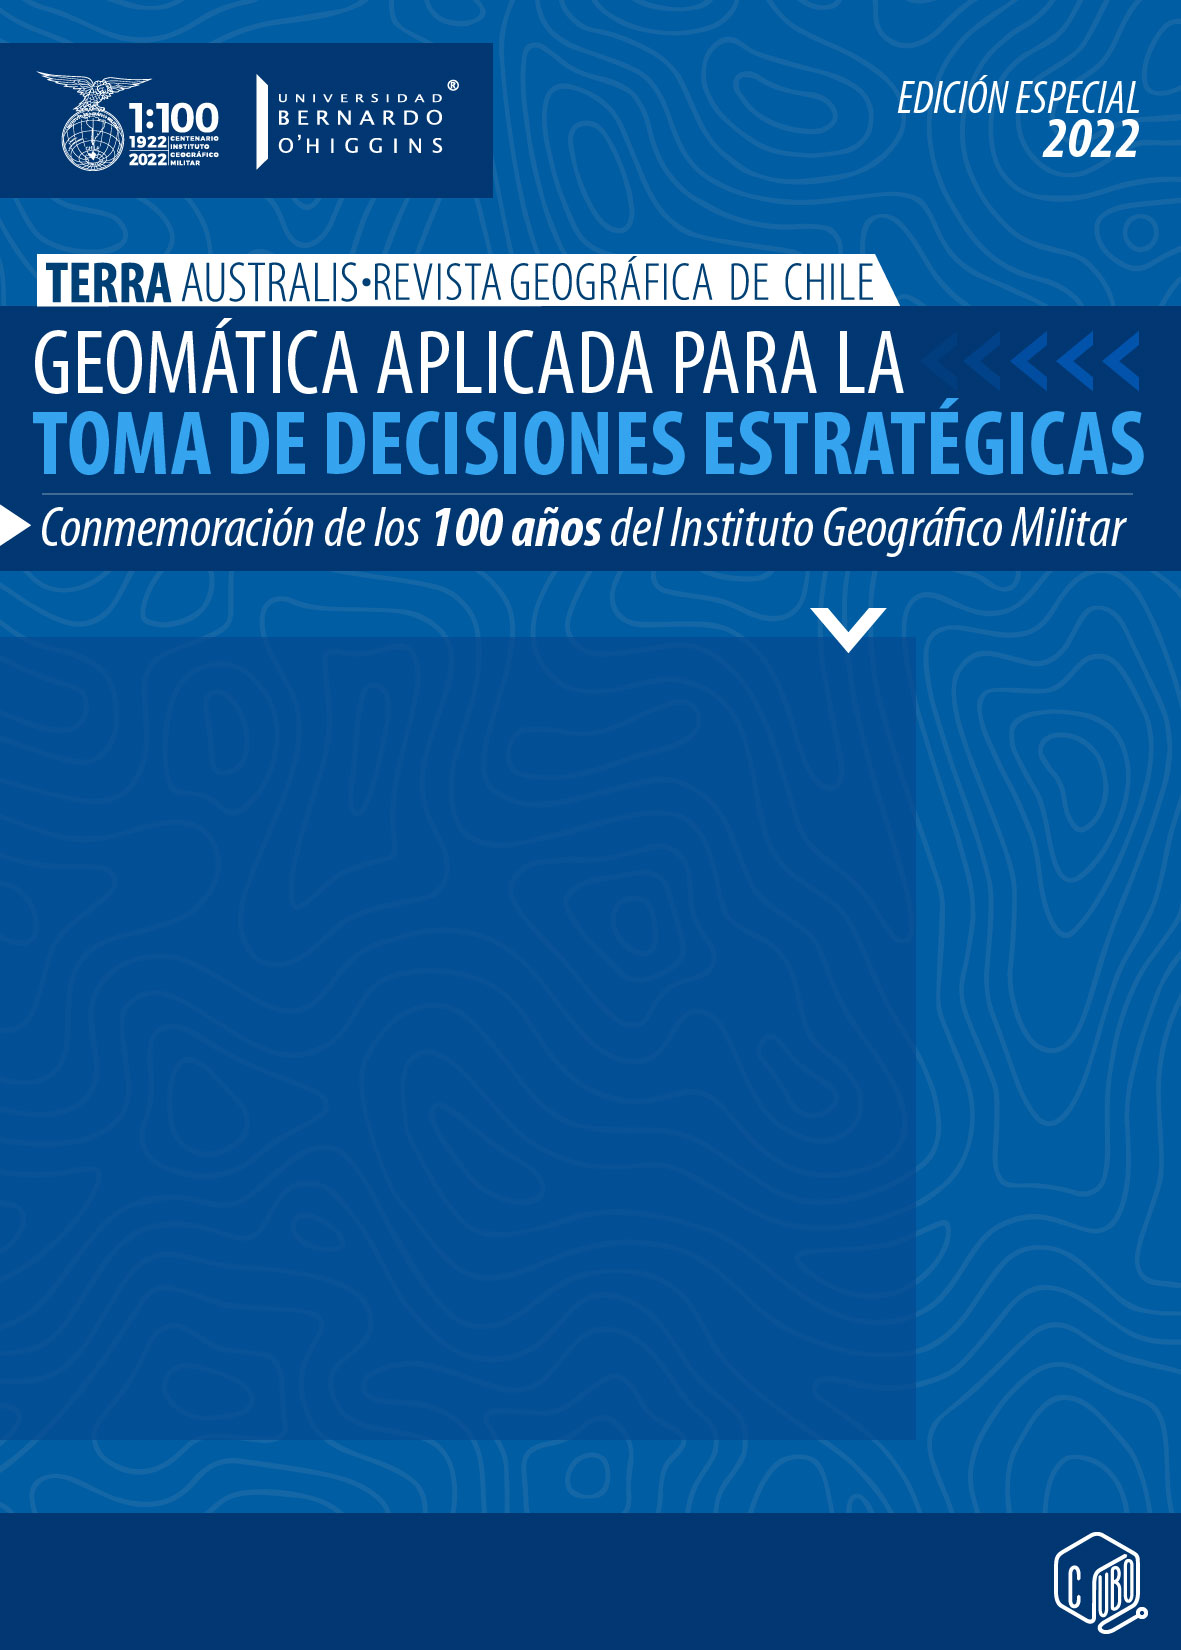 1:100
1922 CENTENARIO
INSTITUTO
2022 GEOGRÁFICO
MILITAR
UNIVERSIDAD ®
BERNARDO
O'HIGGINS
EDICIÓN ESPECIAL
2022
TERRA AUSTRALIS•REVISTA GEOGRÁFICA DE CHILE
GEOMÁTICA APLICADA PARA LA
TOMA DE DECISIONES ESTRATÉGICAS
Conmemoración de los 100 años del Instituto Geográfico Militar
C UBO